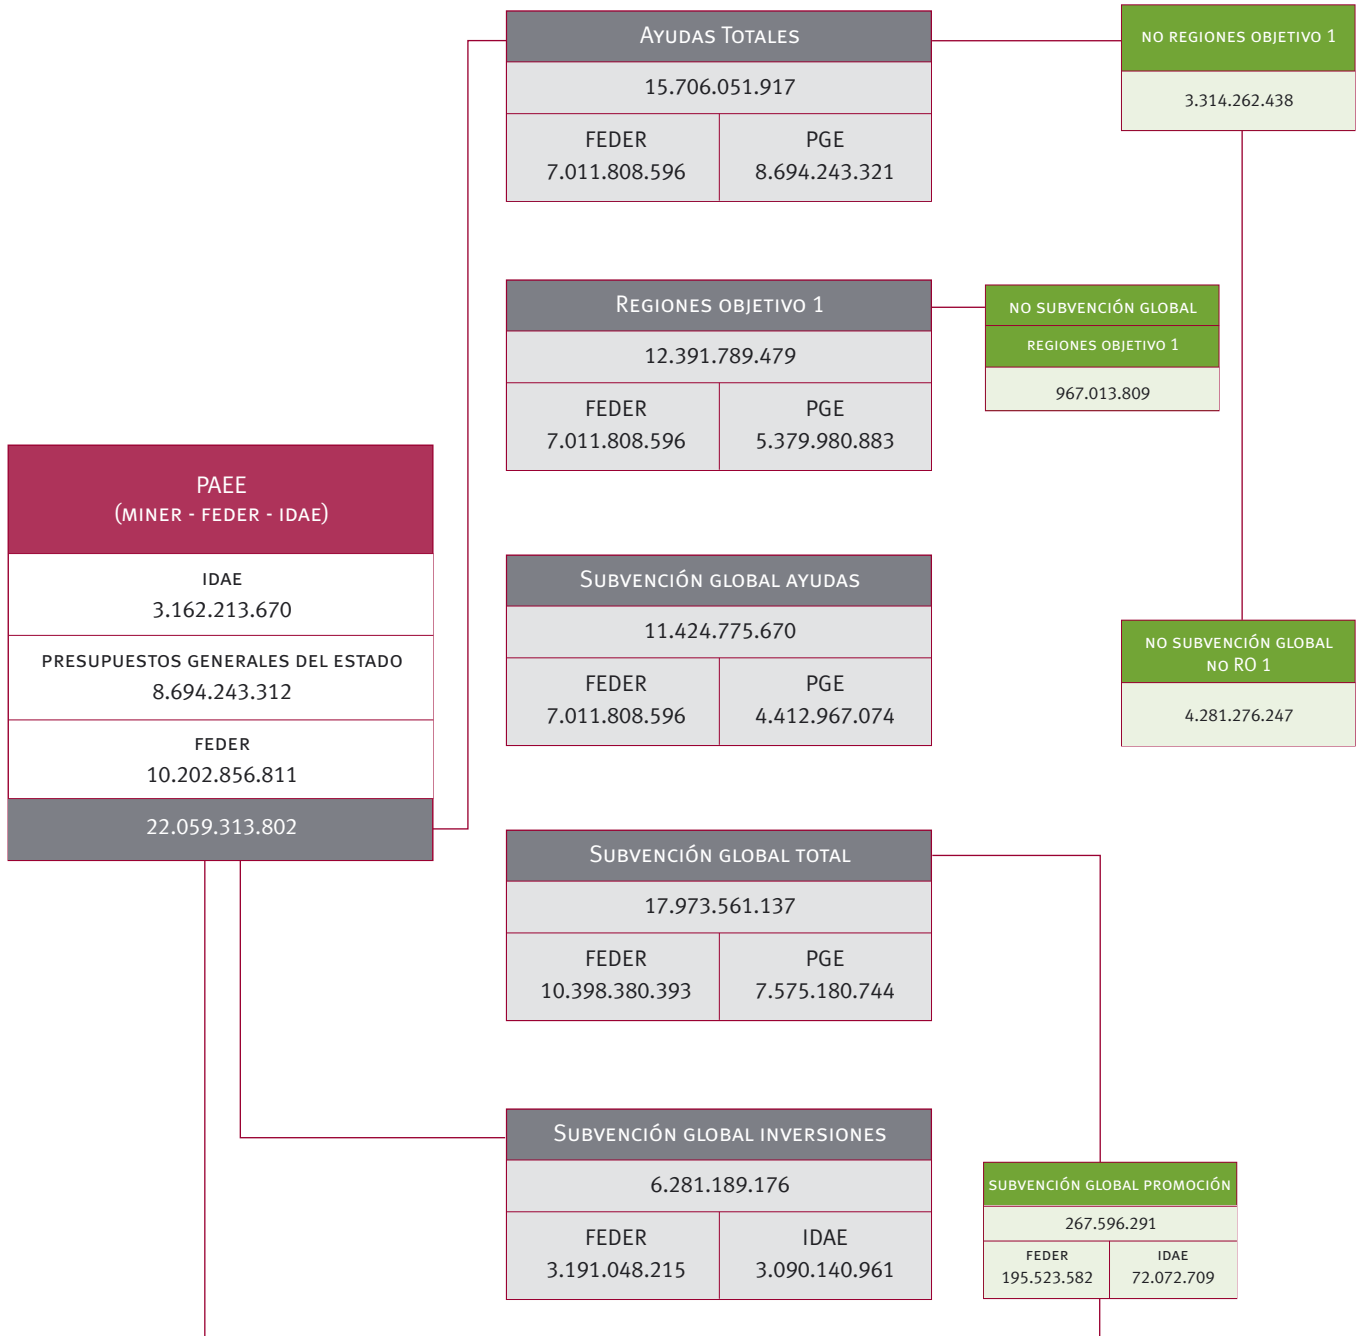 PAEE
(MINER - FEDER - IDAE)
IDAE
3.162.213.670
PRESUPUESTOS GENERALES DEL ESTADO
8.694.243.312
FEDER
10.202.856.811
22.059.313.802
AYUDAS TOTALES
15.706.051.917
FEDER
7.011.808.596
PGE
8.694.243.321
NO REGIONES OBJETIVO 1
3.314.262.438
REGIONES OBJETIVO 1
12.391.789.479
FEDER
7.011.808.596
PGE
5.379.980.883
NO SUBVENCIÓN GLOBAL
REGIONES OBJETIVO 1
967.013.809
SUBVENCIÓN GLOBAL AYUDAS
11.424.775.670
FEDER
7.011.808.596
PGE
4.412.967.074
NO SUBVENCIÓN GLOBAL
NO RO 1
4.281.276.247
SUBVENCIÓN GLOBAL TOTAL
17.973.561.137
FEDER
10.398.380.393
PGE
7.575.180.744
SUBVENCIÓN GLOBAL INVERSIONES
6.281.189.176
FEDER
3.191.048.215
IDAE
3.090.140.961
SUBVENCIÓN GLOBAL PROMOCIÓN
267.596.291
FEDER
195.523.582
IDAE
72.072.709